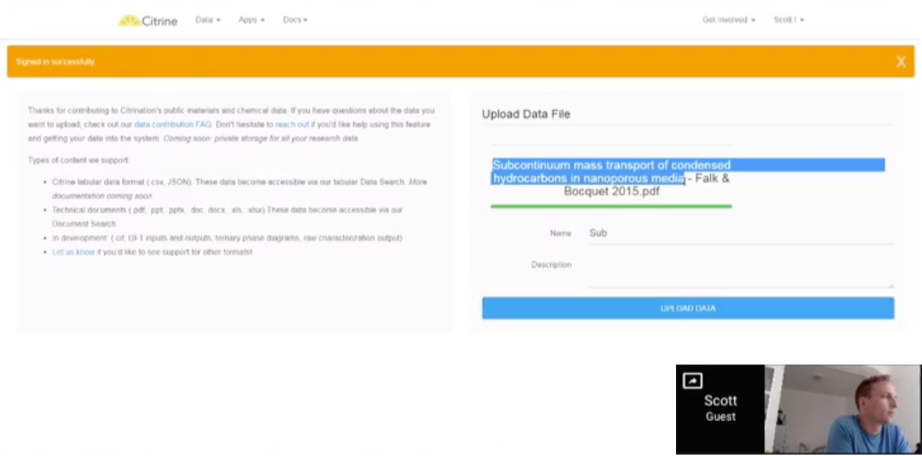 Citrine
Data
Apps
Docs
Get Involved
Scott I
Signed in successfully.
X
Thanks for contributing to Citrination's public materials and chemical data. If you have questions about the data you
want to upload, check out our data contribution FAQ. Don't hesitate to reach out if you'd like help using this feature
and getting your data into the system. Coming soon: private storage for all your research data.
Types of content we support:
Citrine tabular data format (.csv, JSON). These data become accessible via our tabular Data Search. More
documentation coming soon
Technical documents (.pdf, .ppt, .pptx, .doc, .docx, .xls, .xlsx) These data become accessible via our
Document Search.
In development: (.cif, DFT inputs and outputs, ternary phase diagrams, raw characterization output)
Let us know if you'd like to see support for other formats!
Upload Data File
Subcontinuum mass transport of condensed
hydrocarbons in nanoporous media - Falk &
Bocquet 2015.pdf
Name
Sub
Description
UPLOAD DATA
Scott
Guest